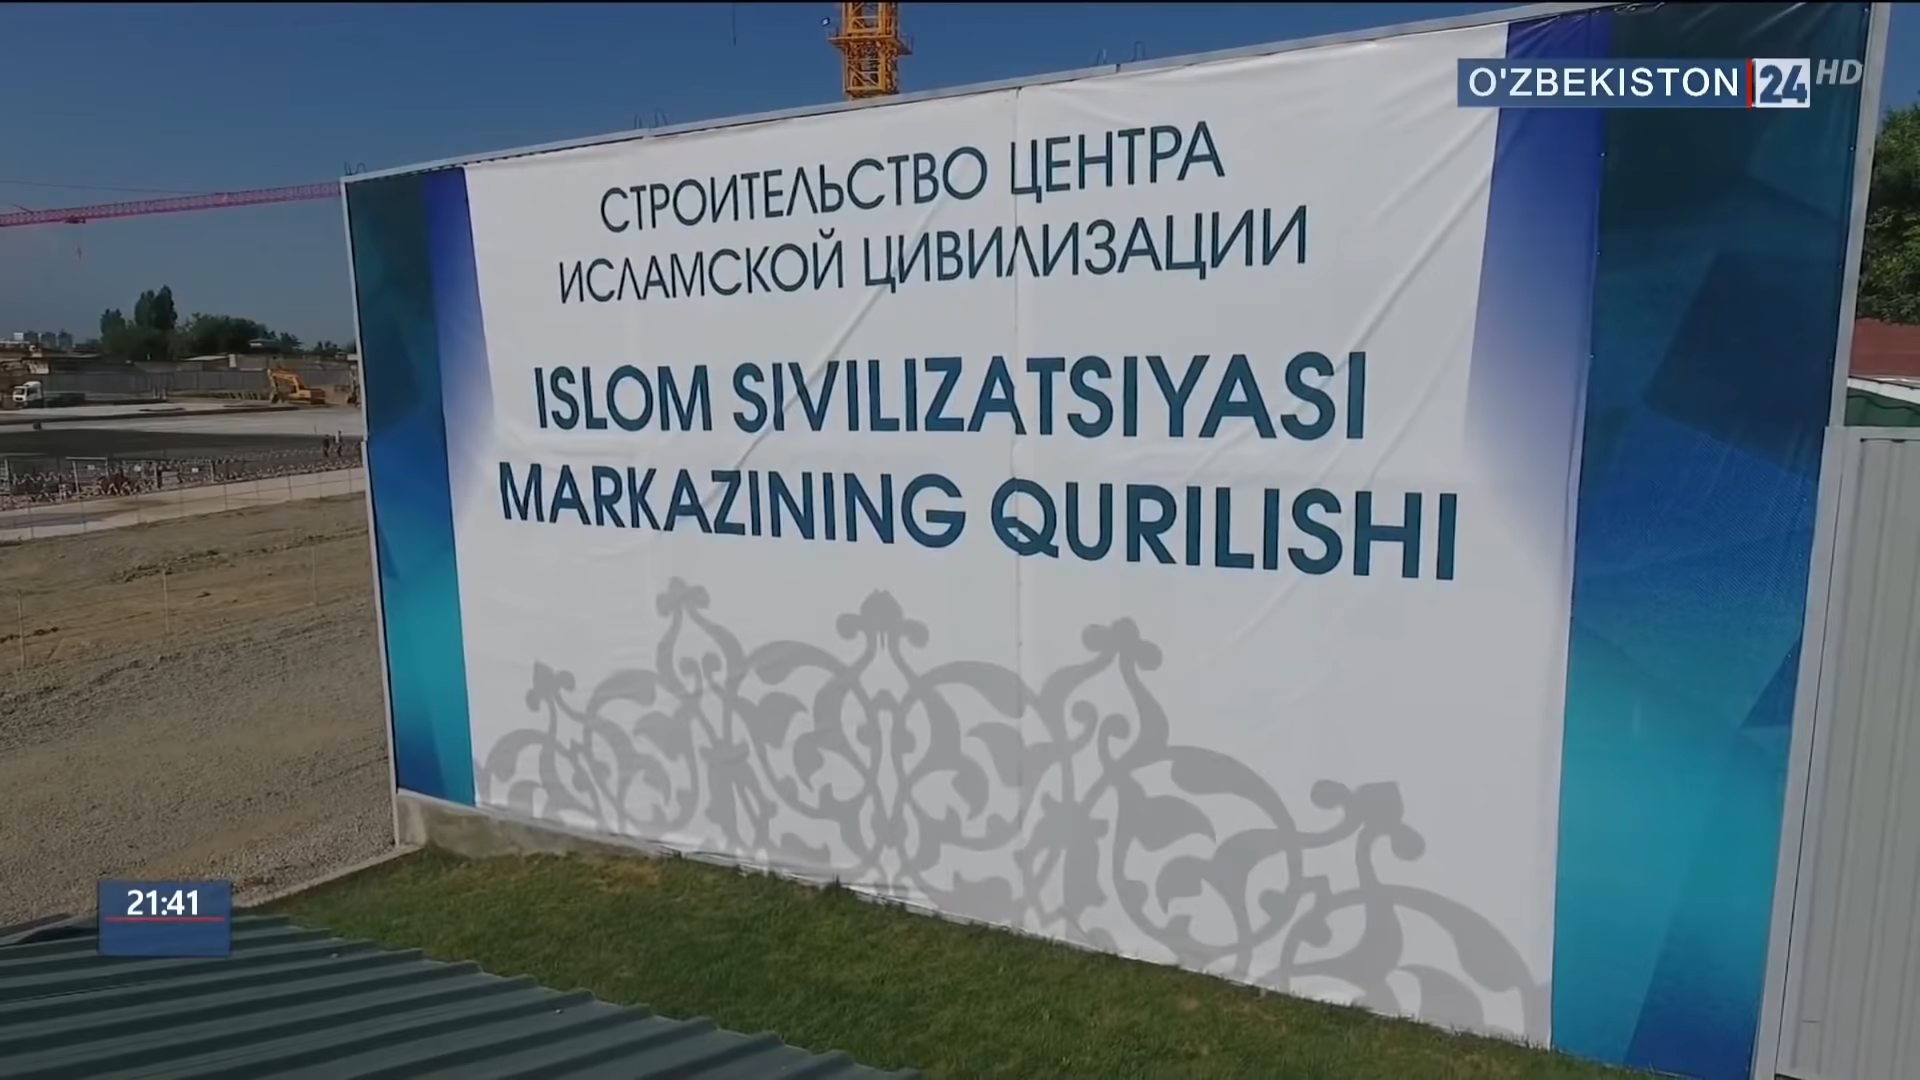 O'ZBEKISTON 24 HD
СТРОИТЕЛЬСТВО ЦЕНТРА
ИСЛАМСКОЙ ЦИВИЛИЗАЦИИ
ISLOM SIVILIZATSIYASI
MARKAZINING QURILISHI
21:41